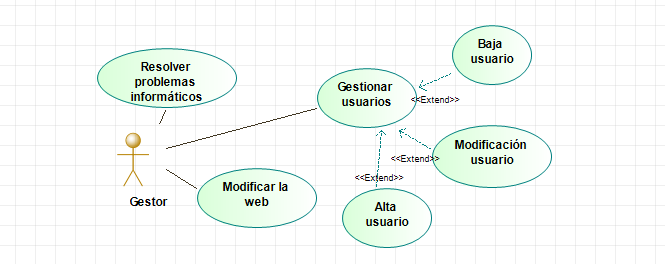 Resolver
problemas
informáticos
Gestor
Modificar la
web
Gestionar
usuarios
Baja
usuario
<<Extend>>
Modificación
usuario
<<Extend>>
Alta
usuario
<<Extend>>